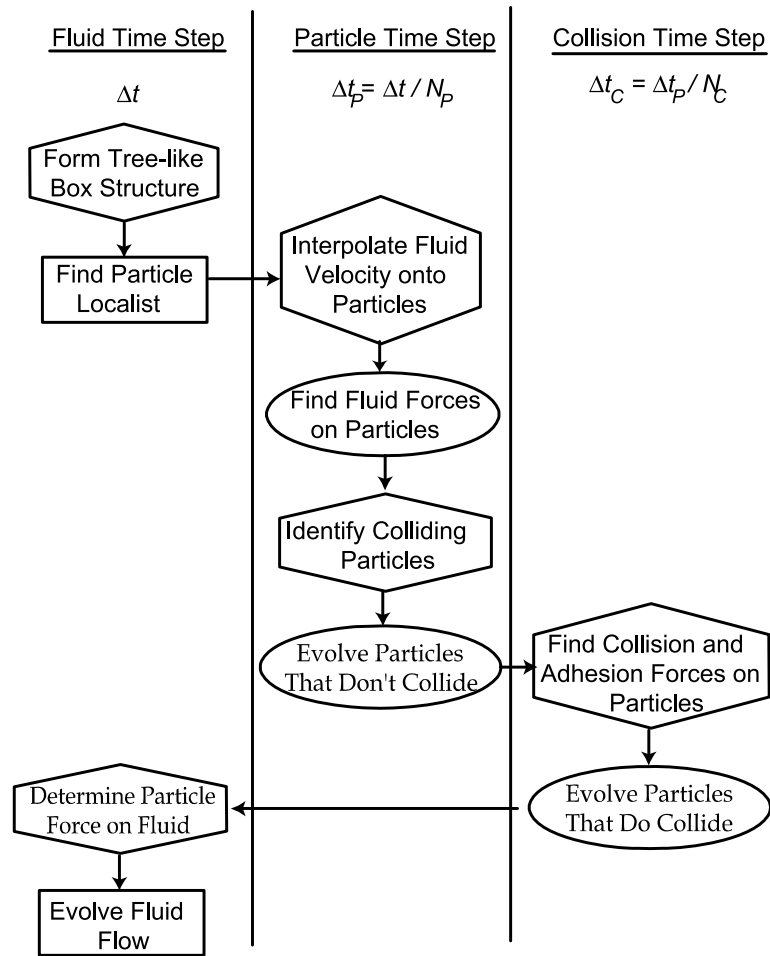 Fluid Time Step
Particle Time Step
Collision Time Step
Δt
Δt_P = Δt / N_P
Δt_C = Δt_P / N_C
Form Tree-like
Box Structure
Find Particle
Localist
Interpolate Fluid
Velocity onto
Particles
Find Fluid Forces
on Particles
Identify Colliding
Particles
Evolve Particles
That Don't Collide
Find Collision and
Adhesion Forces on
Particles
Evolve Particles
That Do Collide
Determine Particle
Force on Fluid
Evolve Fluid
Flow